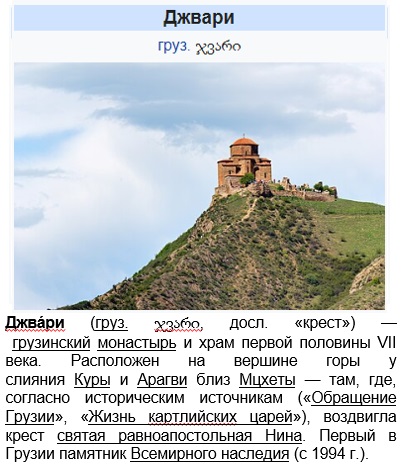 Джвари
груз. ჯვარი
Джва́ри (груз. ჯვარი, досл. «крест») —
грузинский монастырь и храм первой половины VII
века. Расположен на вершине горы у
слияния Куры и Арагви близ Мцхеты — там, где,
согласно историческим источникам («Обращение
Грузии», «Жизнь картлийских царей»), воздвигла
крест святая равноапостольная Нина. Первый в
Грузии памятник Всемирного наследия (с 1994 г.).